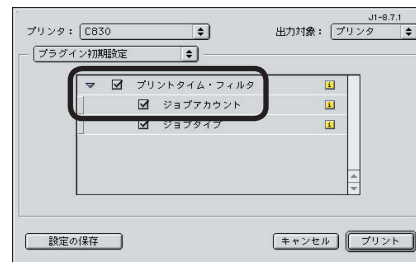 J1-8.7.1
プリンタ： C830 出力対象： プリンタ
プラグイン初期設定
プリントタイム・フィルタ
ジョブアカウント
ジョブタイプ
設定の保存 キャンセル プリント